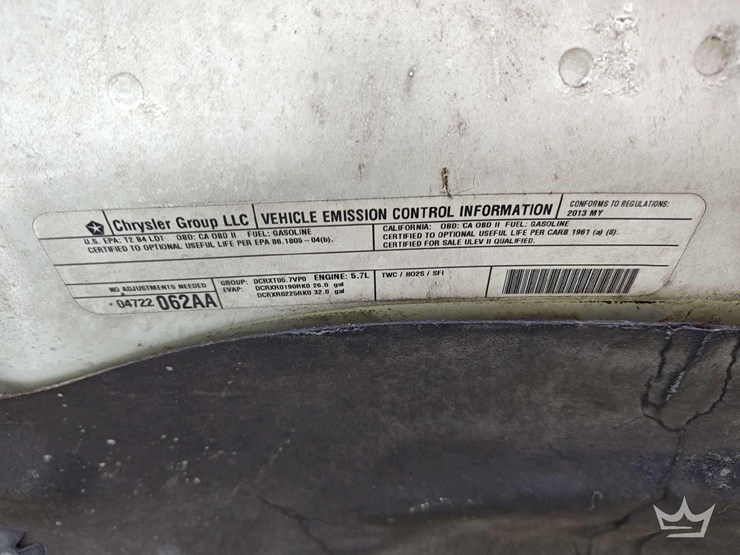 Chrysler Group LLC
VEHICLE EMISSION CONTROL INFORMATION
CONFORMS TO REGULATIONS:
2013 MY
U.S. EPA: T2 B4 LDT OBD: CA OBD II FUEL: GASOLINE
CERTIFIED TO OPTIONAL USEFUL LIFE PER EPA 86.1805-04(b).
CALIFORNIA: OBD: CA OBD II FUEL: GASOLINE
CERTIFIED TO OPTIONAL USEFUL LIFE PER CARB 1961 (a) (8).
CERTIFIED FOR SALE ULEV II QUALIFIED.
NO ADJUSTMENTS NEEDED
04722 062AA
GROUP: DCRXT05.7VP0 ENGINE: 5.7L
EVAP: DCRXR0190RK0 26.0 gal
DCRXR0225RK0 32.0 gal
TWC / HO2S / SFI